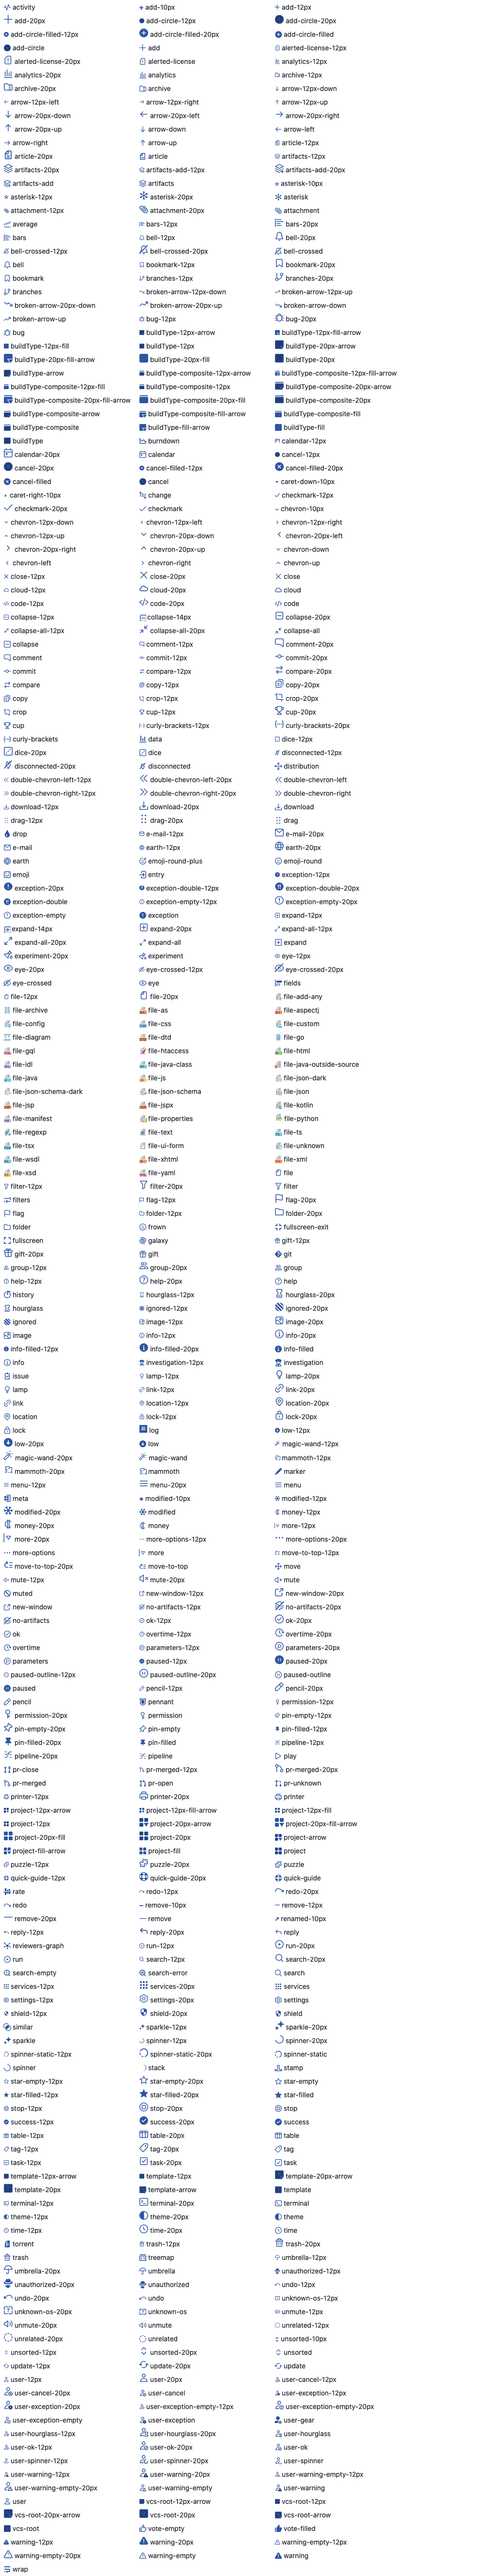 activity add-10px add-12px
add-20px add-circle-12px add-circle-20px
add-circle-filled-12px add-circle-filled-20px add-circle-filled
add-circle add alerted-license-12px
alerted-license-20px alerted-license analytics-12px
analytics-20px analytics archive-12px
archive-20px archive arrow-12px-down
arrow-12px-left arrow-12px-right arrow-12px-up
arrow-20px-down arrow-20px-left arrow-20px-right
arrow-20px-up arrow-down arrow-left
arrow-right arrow-up article-12px
article-20px article artifacts-12px
artifacts-20px artifacts-add-12px artifacts-add-20px
artifacts-add artifacts asterisk-10px
asterisk-12px asterisk-20px asterisk
attachment-12px attachment-20px attachment
average bars-12px bars-20px
bars bell-12px bell-20px
bell-crossed-12px bell-crossed-20px bell-crossed
bell bookmark-12px bookmark-20px
bookmark branches-12px branches-20px
branches broken-arrow-12px-down broken-arrow-12px-up
broken-arrow-20px-down broken-arrow-20px-up broken-arrow-down
broken-arrow-up bug-12px bug-20px
bug buildType-12px-arrow buildType-12px-fill-arrow
buildType-12px-fill buildType-12px buildType-20px-arrow
buildType-20px-fill-arrow buildType-20px-fill buildType-20px
buildType-arrow buildType-composite-12px-arrow buildType-composite-12px-fill-arrow
buildType-composite-12px-fill buildType-composite-12px buildType-composite-20px-arrow
buildType-composite-20px-fill-arrow buildType-composite-20px-fill buildType-composite-20px
buildType-composite-arrow buildType-composite-fill-arrow buildType-composite-fill
buildType-composite buildType-fill-arrow buildType-fill
buildType burndown calendar-12px
calendar-20px calendar cancel-12px
cancel-20px cancel-filled-12px cancel-filled-20px
cancel-filled cancel caret-down-10px
caret-right-10px change checkmark-12px
checkmark-20px checkmark chevron-10px
chevron-12px-down chevron-12px-left chevron-12px-right
chevron-12px-up chevron-20px-down chevron-20px-left
chevron-20px-right chevron-20px-up chevron-down
chevron-left chevron-right chevron-up
close-12px close-20px close
cloud-12px cloud-20px cloud
code-12px code-20px code
collapse-12px collapse-14px collapse-20px
collapse-all-12px collapse-all-20px collapse-all
collapse comment-12px comment-20px
comment commit-12px commit-20px
commit compare-12px compare-20px
compare copy-12px copy-20px
copy crop-12px crop-20px
crop cup-12px cup-20px
cup curly-brackets-12px curly-brackets-20px
curly-brackets data dice-12px
dice-20px dice disconnected-12px
disconnected-20px disconnected distribution
double-chevron-left-12px double-chevron-left-20px double-chevron-left
double-chevron-right-12px double-chevron-right-20px double-chevron-right
download-12px download-20px download
drag-12px drag-20px drag
drop e-mail-12px e-mail-20px
e-mail earth-12px earth-20px
earth emoji-round-plus emoji-round
emoji entry exception-12px
exception-20px exception-double-12px exception-double-20px
exception-double exception-empty-12px exception-empty-20px
exception-empty exception expand-12px
expand-14px expand-20px expand-all-12px
expand-all-20px expand-all expand
experiment-20px experiment eye-12px
eye-20px eye-crossed-12px eye-crossed-20px
eye-crossed eye fields
file-12px file-20px file-add-any
file-archive file-as file-aspectj
file-config file-css file-custom
file-diagram file-dtd file-go
file-gql file-htaccess file-html
file-idl file-java-class file-java-outside-source
file-java file-js file-json-dark
file-json-schema-dark file-json-schema file-json
file-jsp file-jspx file-kotlin
file-manifest file-properties file-python
file-regexp file-text file-ts
file-tsx file-ui-form file-unknown
file-wsdl file-xhtml file-xml
file-xsd file-yaml file
filter-12px filter-20px filter
filters flag-12px flag-20px
flag folder-12px folder-20px
folder frown fullscreen-exit
fullscreen galaxy gift-12px
gift-20px gift git
group-12px group-20px group
help-12px help-20px help
history hourglass-12px hourglass-20px
hourglass ignored-12px ignored-20px
ignored image-12px image-20px
image info-12px info-20px
info-filled-12px info-filled-20px info-filled
info investigation-12px investigation
issue lamp-12px lamp-20px
lamp link-12px link-20px
link location-12px location-20px
location lock-12px lock-20px
lock log low-12px
low-20px low magic-wand-12px
magic-wand-20px magic-wand mammoth-12px
mammoth-20px mammoth marker
menu-12px menu-20px menu
meta modified-10px modified-12px
modified-20px modified money-12px
money-20px money more-12px
more-20px more-options-12px more-options-20px
more-options more move-to-top-12px
move-to-top-20px move-to-top move
mute-12px mute-20px mute
muted new-window-12px new-window-20px
new-window no-artifacts-12px no-artifacts-20px
no-artifacts ok-12px ok-20px
ok overtime-12px overtime-20px
overtime parameters-12px parameters-20px
parameters paused-12px paused-20px
paused-outline-12px paused-outline-20px paused-outline
paused pencil-12px pencil-20px
pencil pennant permission-12px
permission-20px permission pin-empty-12px
pin-empty-20px pin-empty pin-filled-12px
pin-filled-20px pin-filled pipeline-12px
pipeline-20px pipeline play
pr-close pr-merged-12px pr-merged-20px
pr-merged pr-open pr-unknown
printer-12px printer-20px printer
project-12px-arrow project-12px-fill-arrow project-12px-fill
project-12px project-20px-arrow project-20px-fill-arrow
project-20px-fill project-20px project-arrow
project-fill-arrow project-fill project
puzzle-12px puzzle-20px puzzle
quick-guide-12px quick-guide-20px quick-guide
rate redo-12px redo-20px
redo remove-10px remove-12px
remove-20px remove renamed-10px
reply-12px reply-20px reply
reviewers-graph run-12px run-20px
run search-12px search-20px
search-empty search-error search
services-12px services-20px services
settings-12px settings-20px settings
shield-12px shield-20px shield
similar sparkle-12px sparkle-20px
sparkle spinner-12px spinner-20px
spinner-static-12px spinner-static-20px spinner-static
spinner stack stamp
star-empty-12px star-empty-20px star-empty
star-filled-12px star-filled-20px star-filled
stop-12px stop-20px stop
success-12px success-20px success
table-12px table-20px table
tag-12px tag-20px tag
task-12px task-20px task
template-12px-arrow template-12px template-20px-arrow
template-20px template-arrow template
terminal-12px terminal-20px terminal
theme-12px theme-20px theme
time-12px time-20px time
torrent trash-12px trash-20px
trash treemap umbrella-12px
umbrella-20px umbrella unauthorized-12px
unauthorized-20px unauthorized undo-12px
undo-20px undo unknown-os-12px
unknown-os-20px unknown-os unmute-12px
unmute-20px unmute unrelated-12px
unrelated-20px unrelated unsorted-10px
unsorted-12px unsorted-20px unsorted
update-12px update-20px update
user-12px user-20px user-cancel-12px
user-cancel-20px user-cancel user-exception-12px
user-exception-20px user-exception-empty-12px user-exception-empty-20px
user-exception-empty user-exception user-gear
user-hourglass-12px user-hourglass-20px user-hourglass
user-ok-12px user-ok-20px user-ok
user-spinner-12px user-spinner-20px user-spinner
user-warning-12px user-warning-20px user-warning-empty-12px
user-warning-empty-20px user-warning-empty user-warning
user vcs-root-12px-arrow vcs-root-12px
vcs-root-20px-arrow vcs-root-20px vcs-root-arrow
vcs-root vote-empty vote-filled
warning-12px warning-20px warning-empty-12px
warning-empty-20px warning-empty warning
wrap